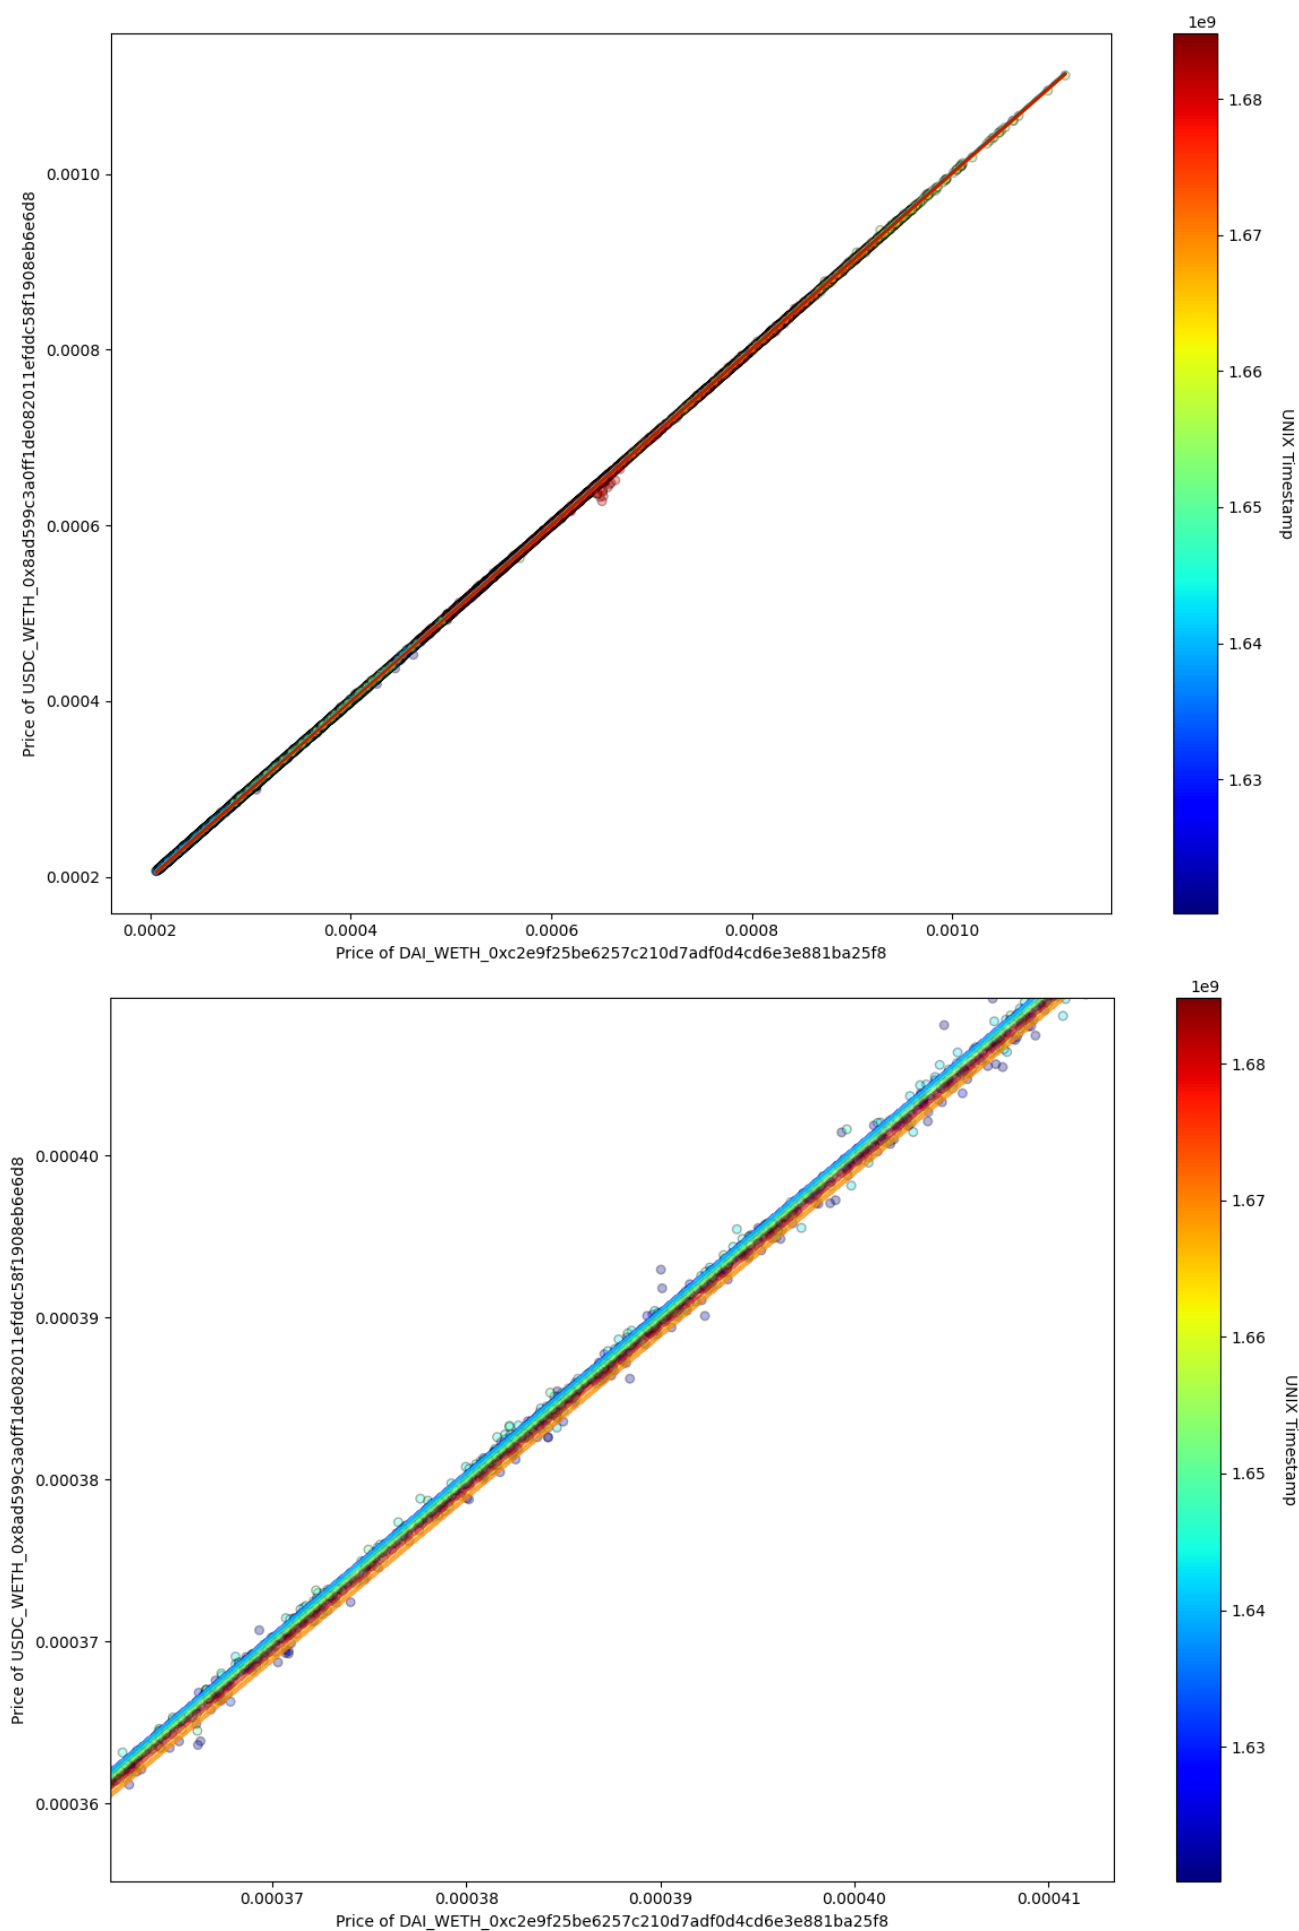 1e9
Price of USDC_WETH_0x8ad599c3a0ff1de082011efddc58f1908eb6e6d8
0.0010
0.0008
0.0006
0.0004
0.0002
0.0002 0.0004 0.0006 0.0008 0.0010
Price of DAI_WETH_0xc2e9f25be6257c210d7adf0d4cd6e3e881ba25f8
1.68
1.67
1.66
1.65
1.64
1.63
UNIX Timestamp
1e9
Price of USDC_WETH_0x8ad599c3a0ff1de082011efddc58f1908eb6e6d8
0.00040
0.00039
0.00038
0.00037
0.00036
0.00037 0.00038 0.00039 0.00040 0.00041
Price of DAI_WETH_0xc2e9f25be6257c210d7adf0d4cd6e3e881ba25f8
1.68
1.67
1.66
1.65
1.64
1.63
UNIX Timestamp